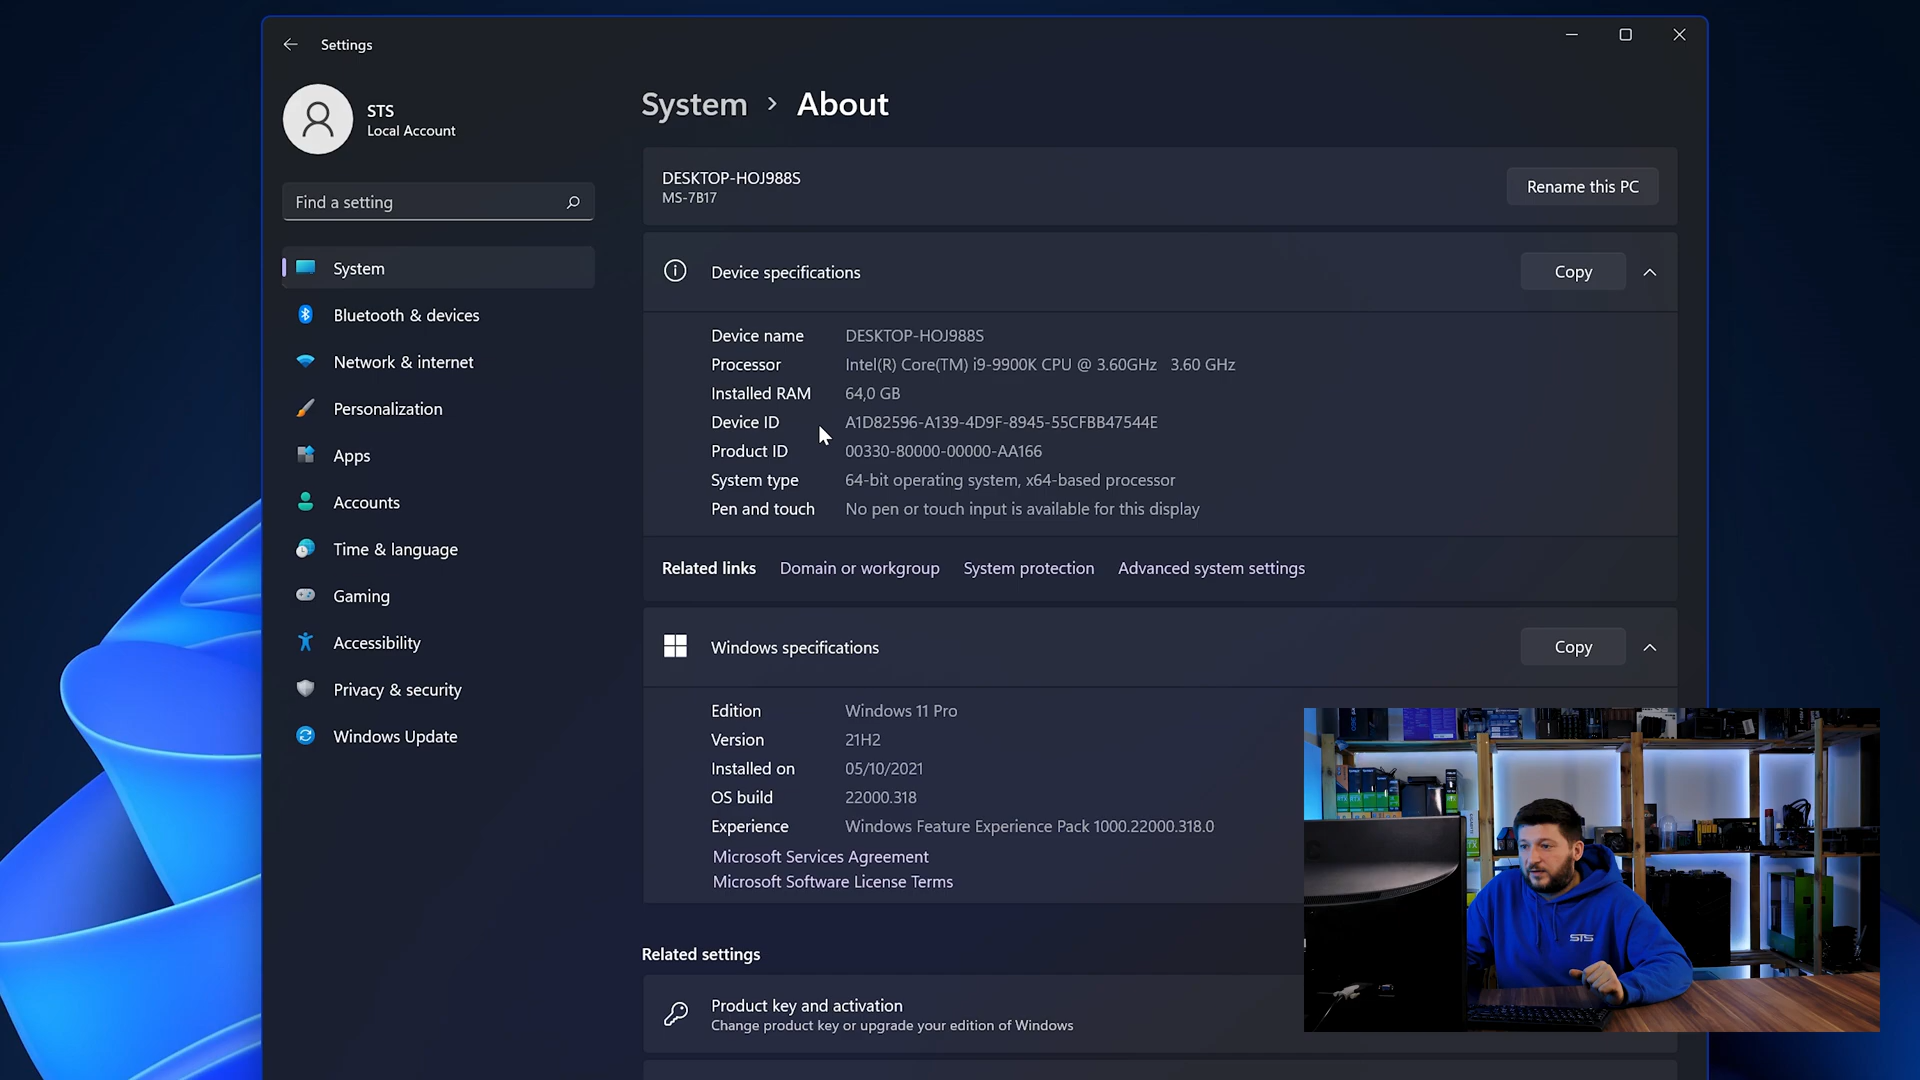 Settings
STS
Local Account
Find a setting
System
Bluetooth & devices
Network & internet
Personalization
Apps
Accounts
Time & language
Gaming
Accessibility
Privacy & security
Windows Update
System > About
DESKTOP-HOJ988S
MS-7B17
Rename this PC
Device specifications
Copy
Device name DESKTOP-HOJ988S
Processor Intel(R) Core(TM) i9-9900K CPU @ 3.60GHz 3.60 GHz
Installed RAM 64,0 GB
Device ID A1D82596-A139-4D9F-8945-55CFBB47544E
Product ID 00330-80000-00000-AA166
System type 64-bit operating system, x64-based processor
Pen and touch No pen or touch input is available for this display
Related links Domain or workgroup System protection Advanced system settings
Windows specifications
Copy
Edition Windows 11 Pro
Version 21H2
Installed on 05/10/2021
OS build 22000.318
Experience Windows Feature Experience Pack 1000.22000.318.0
Microsoft Services Agreement
Microsoft Software License Terms
Related settings
Product key and activation
Change product key or upgrade your edition of Windows
STS